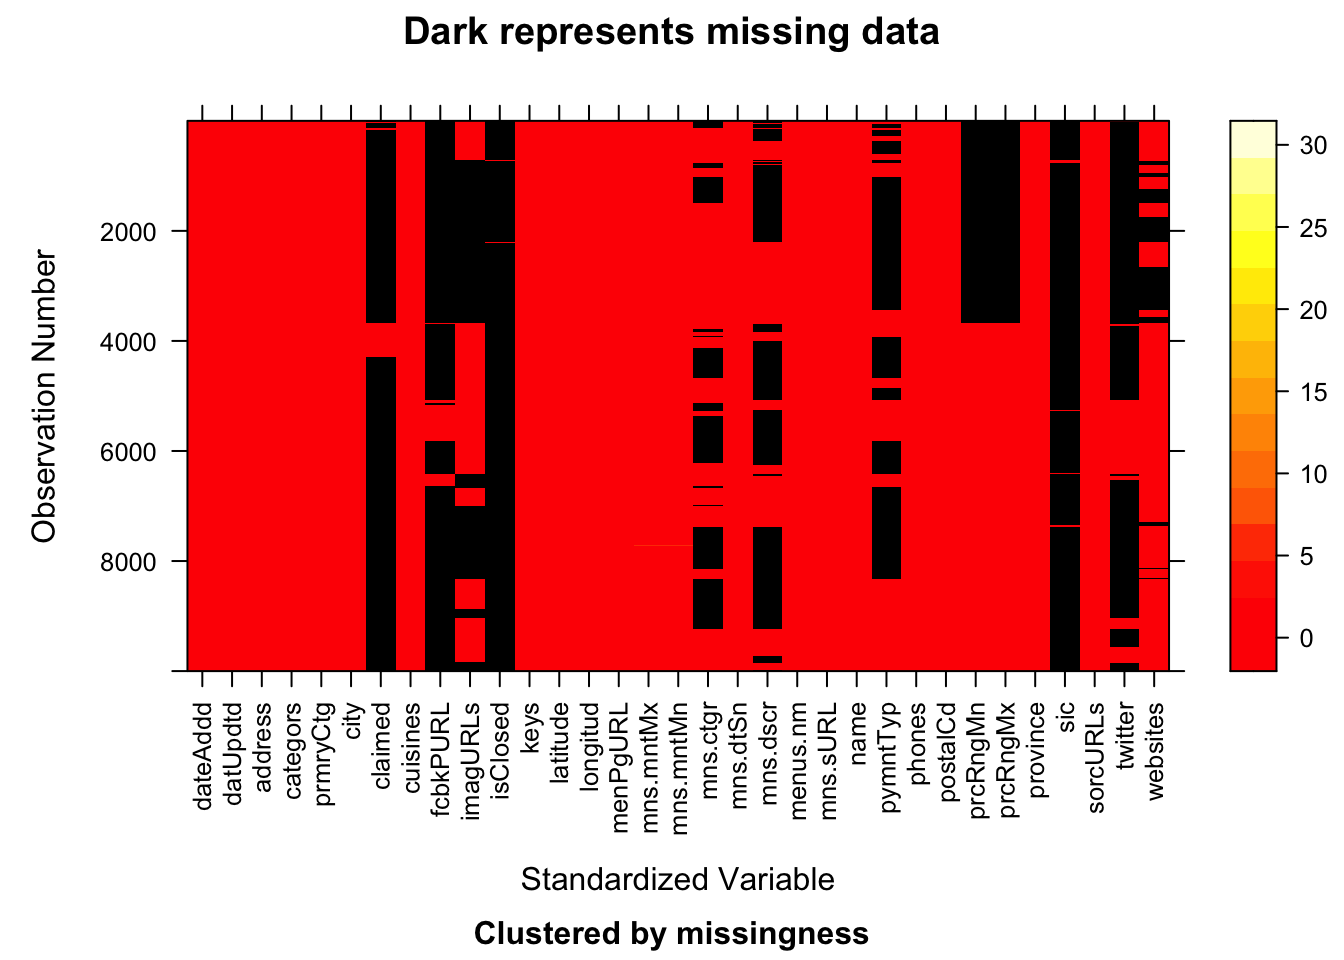 Dark represents missing data
Observation Number
2000
4000
6000
8000
30
25
20
15
10
5
0
dateAddd
datUpdtd
address
categors
prmryCtg
city
claimed
cuisines
fcbkPURL
imagURLs
isClosed
keys
latitude
longitud
menPgURL
mns.mntMx
mns.mntMn
mns.ctgr
mns.dtSn
mns.dscr
menus.nm
mns.sURL
name
pymntTyp
phones
postalCd
prcRngMn
prcRngMx
province
sic
sorcURLs
twitter
websites
Standardized Variable
Clustered by missingness